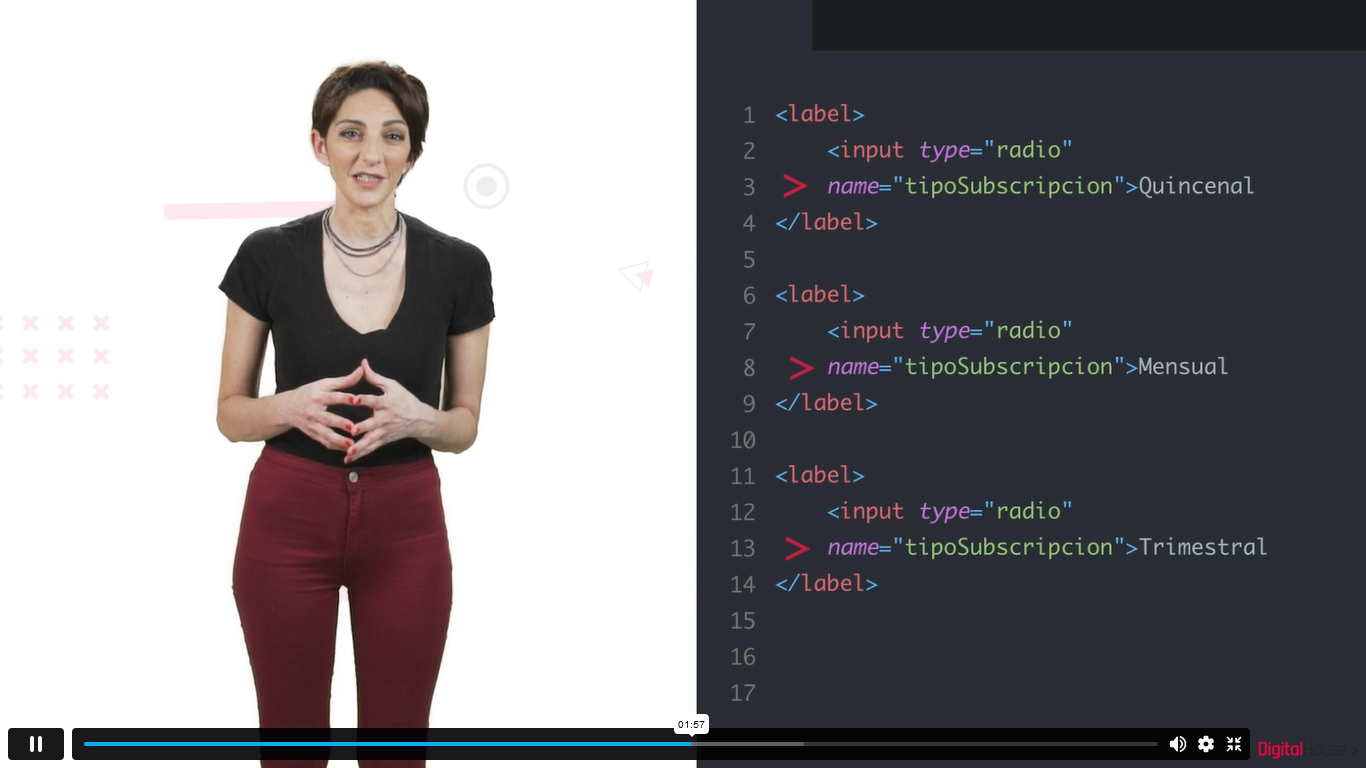 1 <label>
2 <input type="radio"
3 > name="tipoSubscripcion">Quincenal
4 </label>
5
6 <label>
7 <input type="radio"
8 > name="tipoSubscripcion">Mensual
9 </label>
10
11 <label>
12 <input type="radio"
13 > name="tipoSubscripcion">Trimestral
14 </label>
15
16
17
01:57
DigitalHouse>